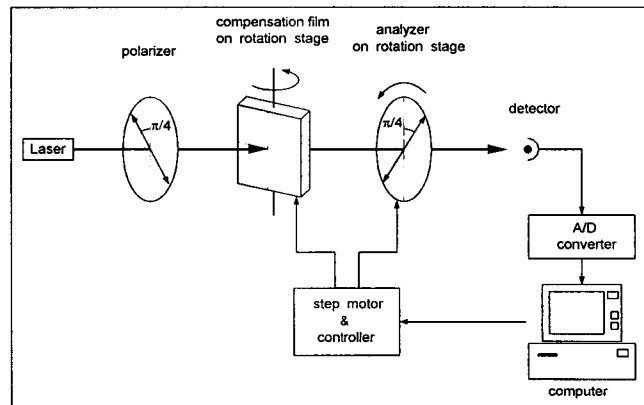 compensation film
on rotation stage
analyzer
on rotation stage
polarizer
detector
π/4
π/4
Laser
A/D
converter
step motor
&
controller
computer